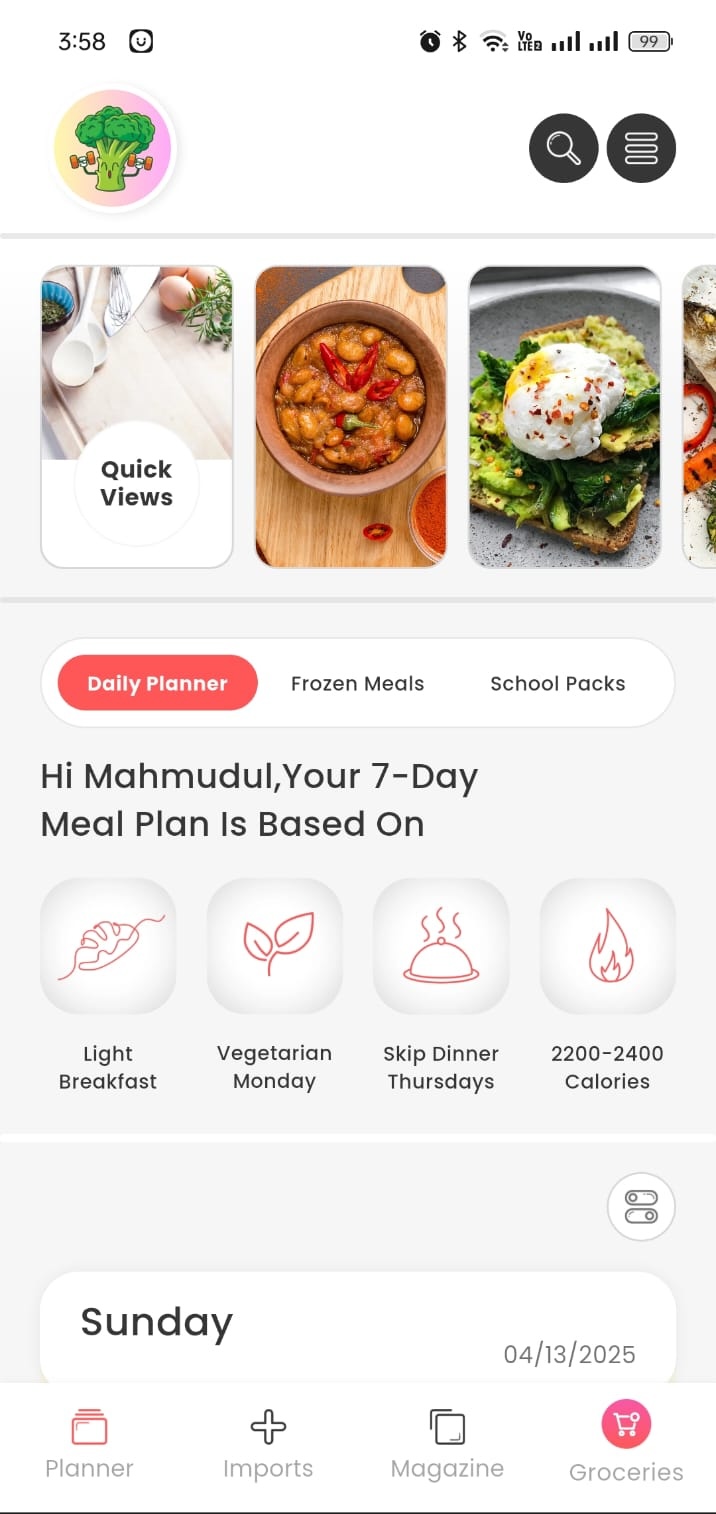 3:58
Vo
LTE2
99
Quick
Views
Daily Planner
Frozen Meals
School Packs
Hi Mahmudul,Your 7-Day
Meal Plan Is Based On
Light
Breakfast
Vegetarian
Monday
Skip Dinner
Thursdays
2200-2400
Calories
Sunday
04/13/2025
Planner
Imports
Magazine
Groceries